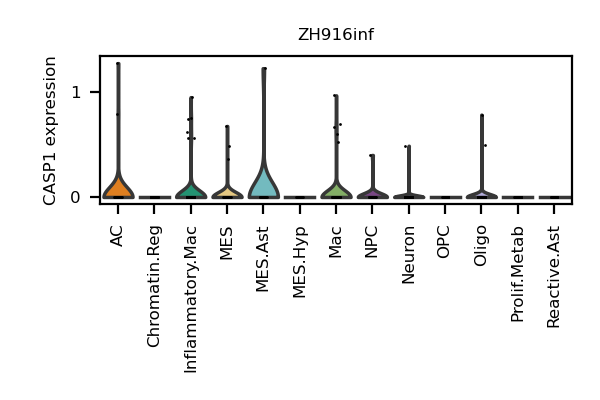 ZH916inf
CASP1 expression
1
0
AC
Chromatin.Reg
Inflammatory.Mac
MES
MES.Ast
MES.Hyp
Mac
NPC
Neuron
OPC
Oligo
Prolif.Metab
Reactive.Ast